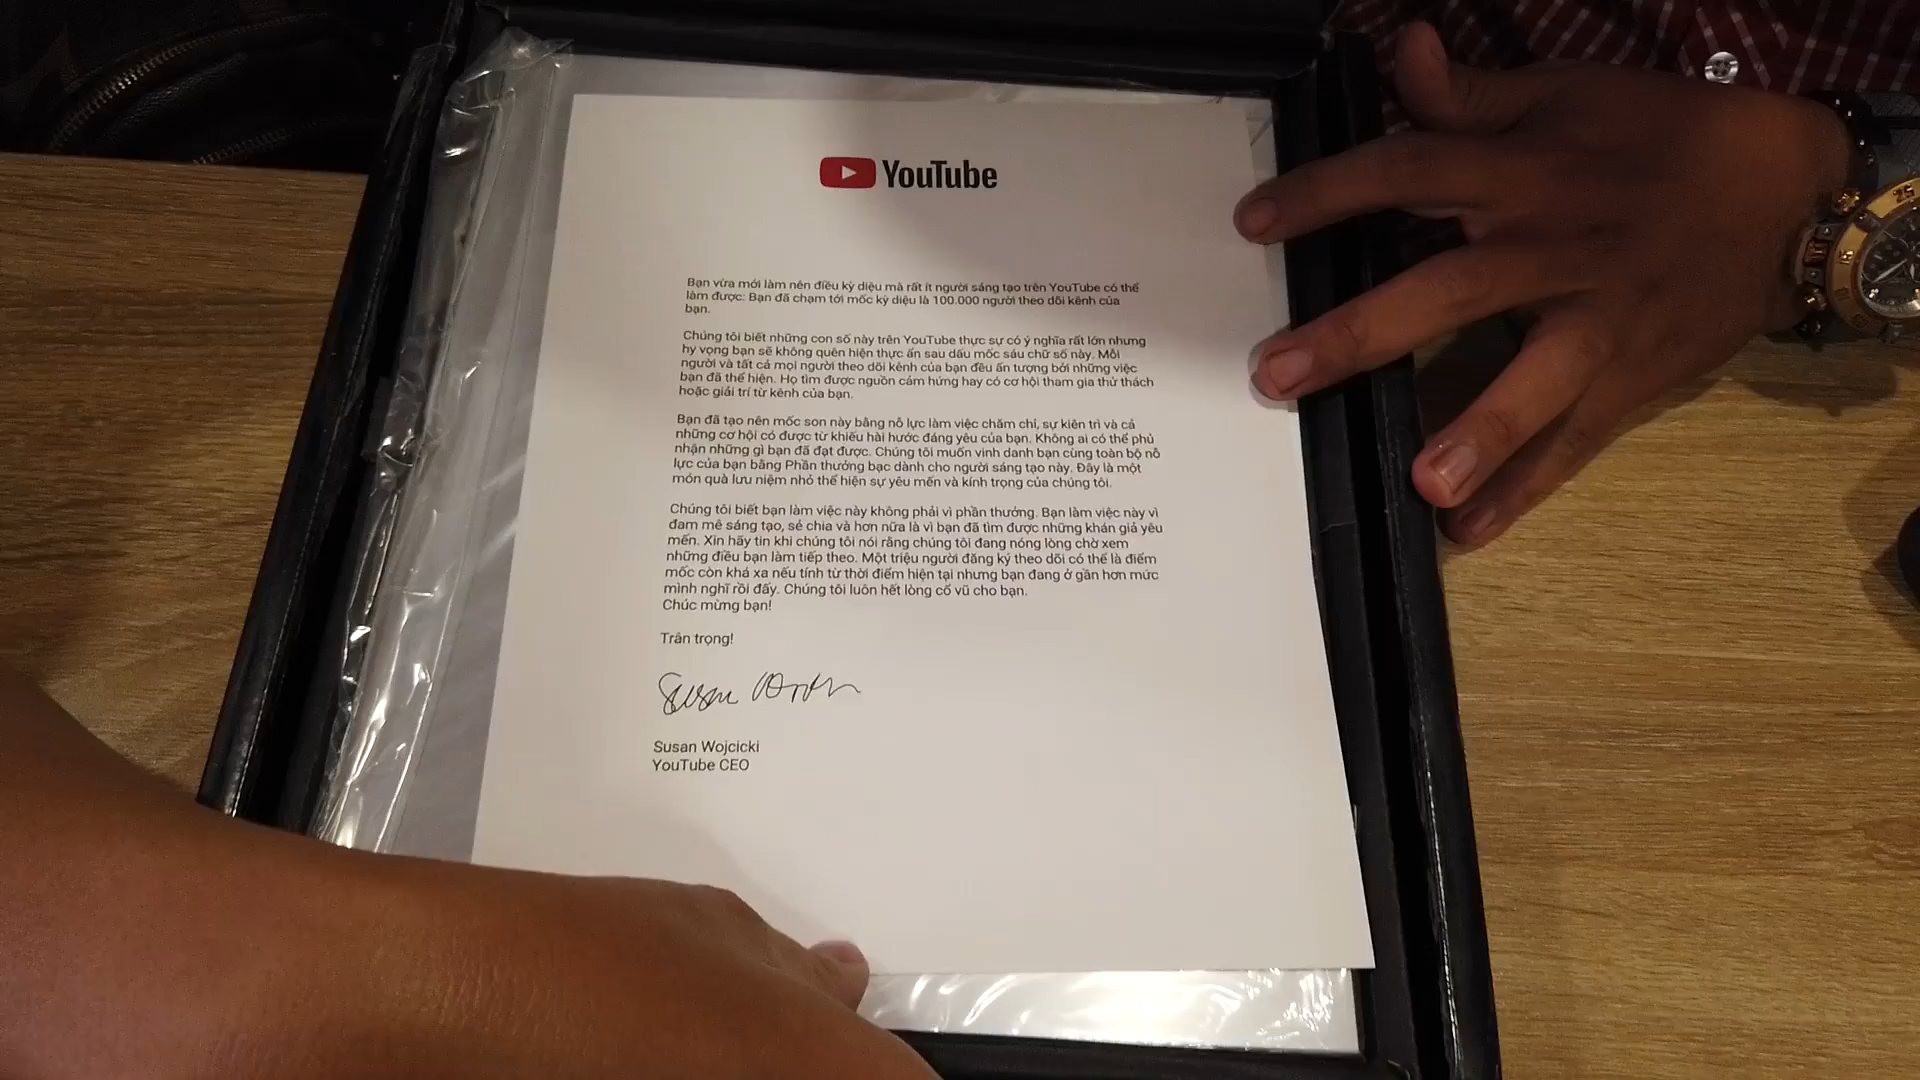 YouTube
Bạn vừa mới làm nên điều kỳ diệu mà rất ít người sáng tạo trên YouTube có thể
làm được: Bạn đã chạm tới mốc kỳ diệu là 100.000 người theo dõi kênh của
bạn.
Chúng tôi biết những con số này trên YouTube thực sự có ý nghĩa rất lớn nhưng
hy vọng bạn sẽ không quên hiện thực ẩn sau dấu mốc sáu chữ số này. Mỗi
người và tất cả mọi người theo dõi kênh của bạn đều ấn tượng bởi những việc
bạn đã thể hiện. Họ tìm được nguồn cảm hứng hay có cơ hội tham gia thử thách
hoặc giải trí từ kênh của bạn.
Bạn đã tạo nên mốc son này bằng nỗ lực làm việc chăm chỉ, sự kiên trì và cả
những cơ hội có được từ khiếu hài hước đáng yêu của bạn. Không ai có thể phủ
nhận những gì bạn đã đạt được. Chúng tôi muốn vinh danh bạn cùng toàn bộ nỗ
lực của bạn bằng Phần thưởng bạc dành cho người sáng tạo này. Đây là một
món quà lưu niệm nhỏ thể hiện sự yêu mến và kính trọng của chúng tôi.
Chúng tôi biết bạn làm việc này không phải vì phần thưởng. Bạn làm việc này vì
đam mê sáng tạo, sẻ chia và hơn nữa là vì bạn đã tìm được những khán giả yêu
mến. Xin hãy tin khi chúng tôi nói rằng chúng tôi đang nóng lòng chờ xem
những điều bạn làm tiếp theo. Một triệu người đăng ký theo dõi có thể là điểm
mốc còn khá xa nếu tính từ thời điểm hiện tại nhưng bạn đang ở gần hơn mức
mình nghĩ rồi đấy. Chúng tôi luôn hết lòng cổ vũ cho bạn.
Chúc mừng bạn!
Trân trọng!
Susan Wojcicki
YouTube CEO